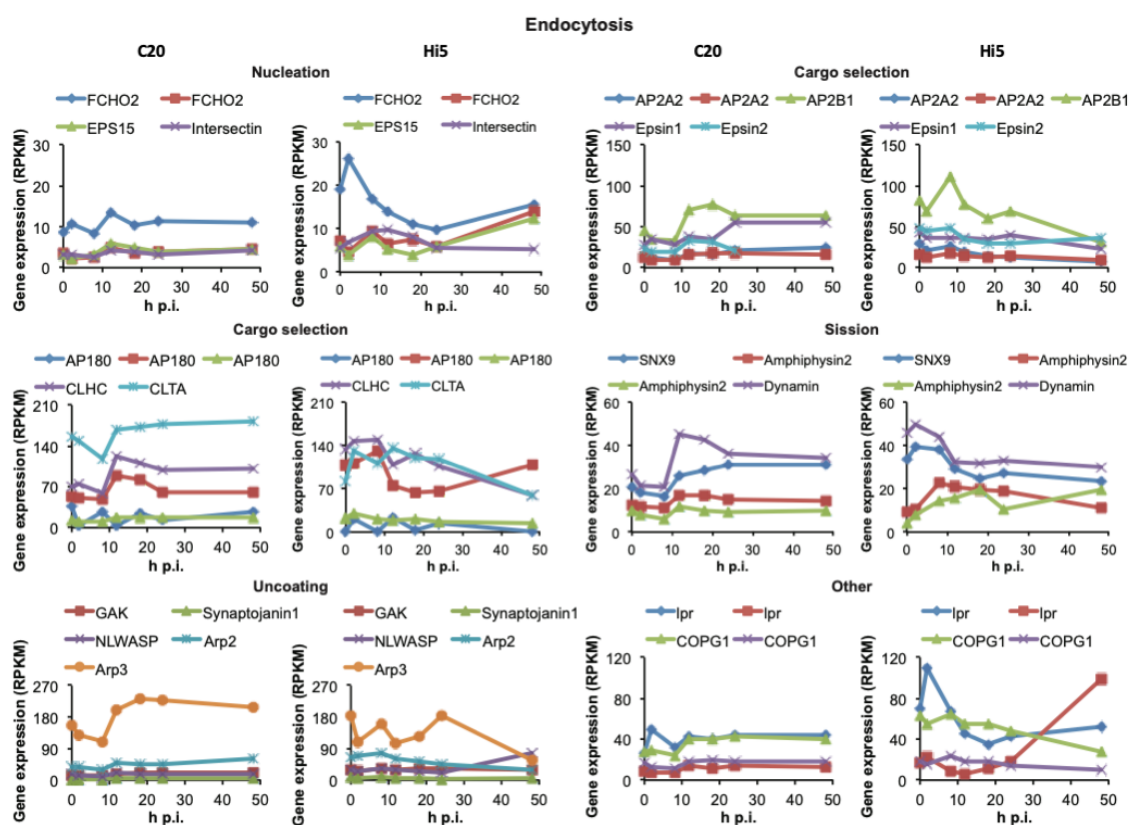 Endocytosis
C20 Hi5 C20 Hi5
Nucleation Cargo selection
FCHO2 FCHO2
EPS15 Intersectin
Gene expression (RPKM)
30
20
10
0
0 10 20 30 40 50
h p.i.
FCHO2 FCHO2
EPS15 Intersectin
Gene expression (RPKM)
30
20
10
0
0 10 20 30 40 50
h p.i.
AP2A2 AP2A2 AP2B1
Epsin1 Epsin2
Gene expression (RPKM)
150
100
50
0
0 10 20 30 40 50
h p.i.
AP2A2 AP2A2 AP2B1
Epsin1 Epsin2
Gene expression (RPKM)
150
100
50
0
0 10 20 30 40 50
h p.i.
Cargo selection Sission
AP180 AP180 AP180
CLHC CLTA
Gene expression (RPKM)
210
140
70
0
0 10 20 30 40 50
h p.i.
AP180 AP180 AP180
CLHC CLTA
Gene expression (RPKM)
210
140
70
0
0 10 20 30 40 50
h p.i.
SNX9 Amphiphysin2
Amphiphysin2 Dynamin
Gene expression (RPKM)
60
40
20
0
0 10 20 30 40 50
h p.i.
SNX9 Amphiphysin2
Amphiphysin2 Dynamin
Gene expression (RPKM)
60
40
20
0
0 10 20 30 40 50
h p.i.
Uncoating Other
GAK Synaptojanin1
NLWASP Arp2
Arp3
Gene expression (RPKM)
270
180
90
0
0 10 20 30 40 50
h p.i.
GAK Synaptojanin1
NLWASP Arp2
Arp3
Gene expression (RPKM)
270
180
90
0
0 10 20 30 40 50
h p.i.
lpr lpr
COPG1 COPG1
Gene expression (RPKM)
120
80
40
0
0 10 20 30 40 50
h p.i.
lpr lpr
COPG1 COPG1
Gene expression (RPKM)
120
80
40
0
0 10 20 30 40 50
h p.i.